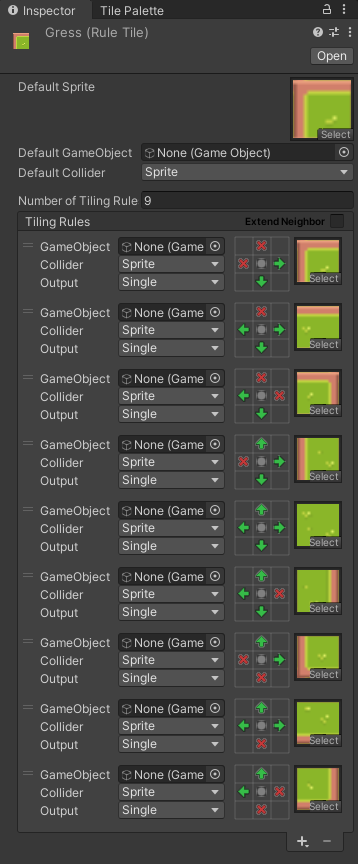 Inspector Tile Palette
Gress (Rule Tile)
Open
Default Sprite
Select
Default GameObject None (Game Object)
Default Collider Sprite
Number of Tiling Rule 9
Tiling Rules Extend Neighbor
GameObject None (Game
Collider Sprite
Select
Output Single
GameObject None (Game
Collider Sprite
Select
Output Single
GameObject None (Game
Collider Sprite
Select
Output Single
GameObject None (Game
Collider Sprite
Select
Output Single
GameObject None (Game
Collider Sprite
Select
Output Single
GameObject None (Game
Collider Sprite
Select
Output Single
GameObject None (Game
Collider Sprite
Select
Output Single
GameObject None (Game
Collider Sprite
Select
Output Single
GameObject None (Game
Collider Sprite
Select
Output Single